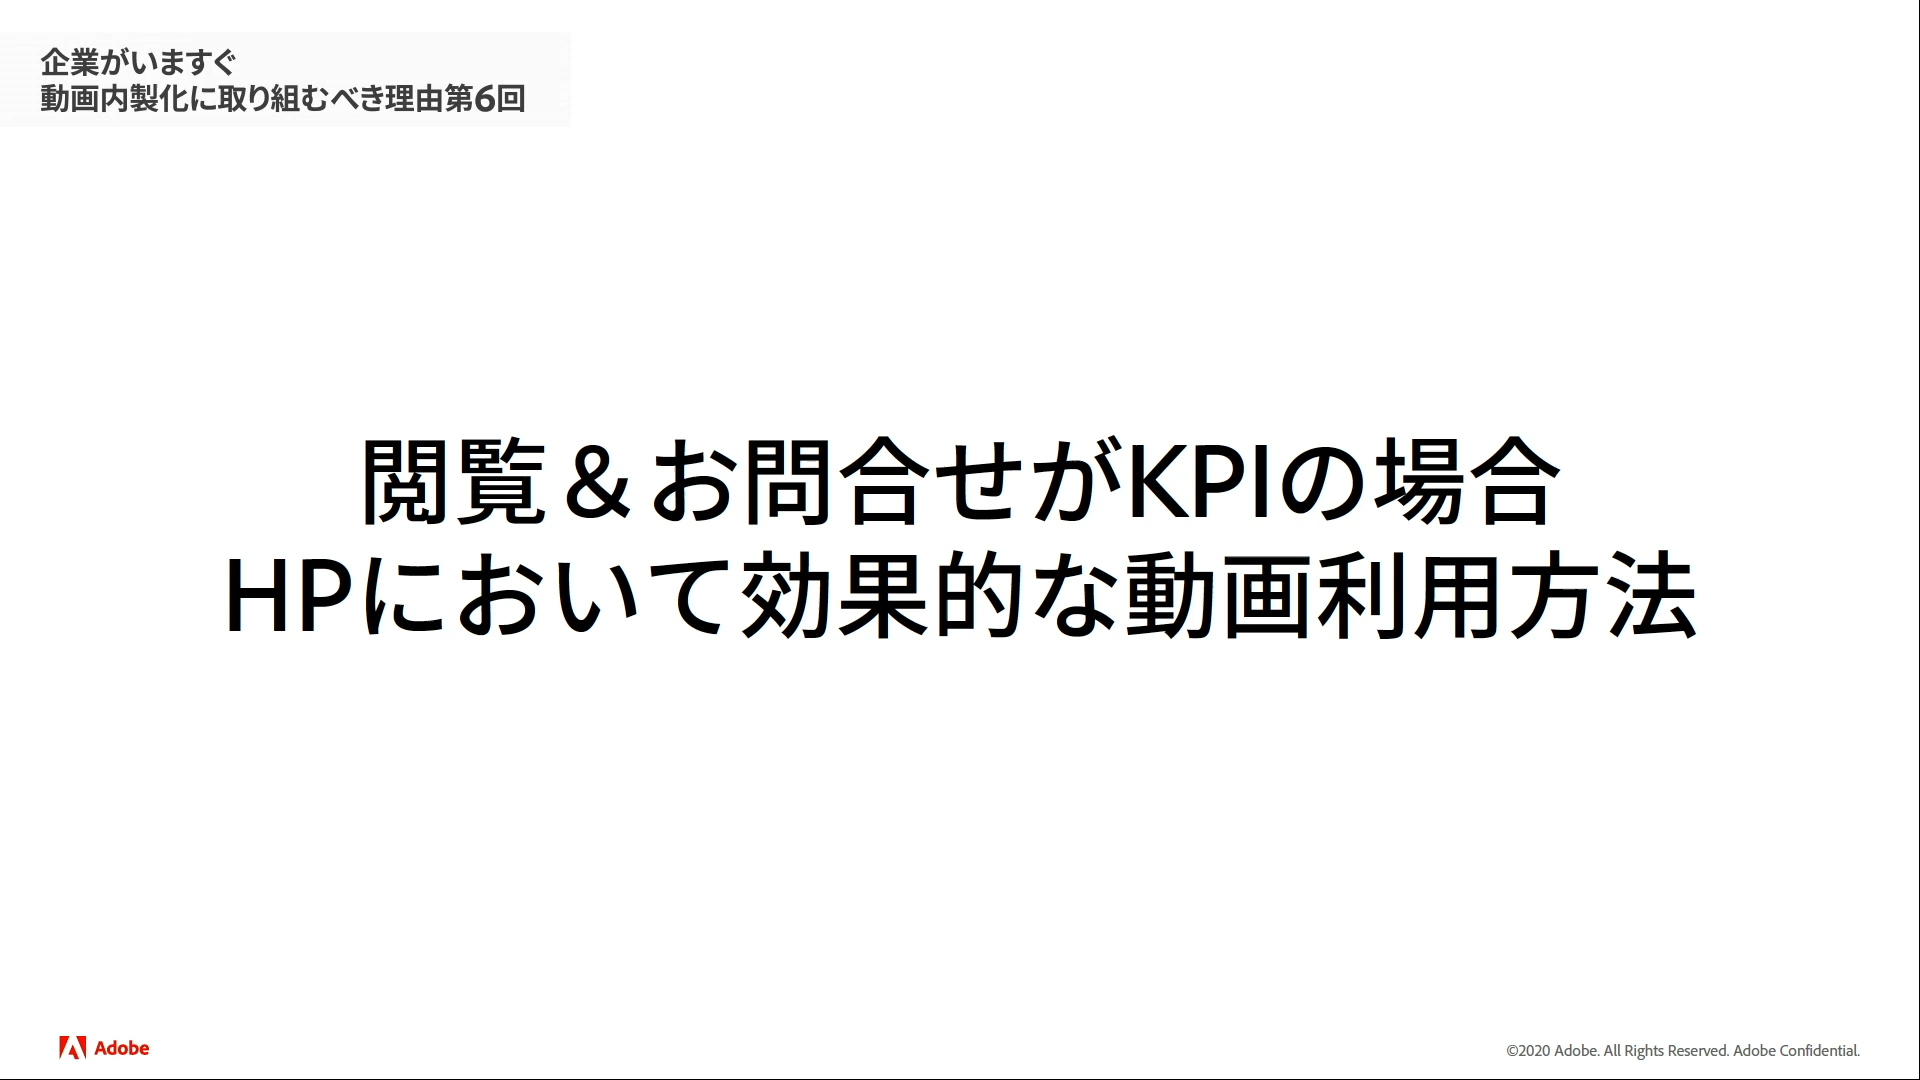 企業がいますぐ
動画内製化に取り組むべき理由第6回
閲覧＆お問合せがKPIの場合
HPにおいて効果的な動画利用方法
Adobe
©2020 Adobe. All Rights Reserved. Adobe Confidential.